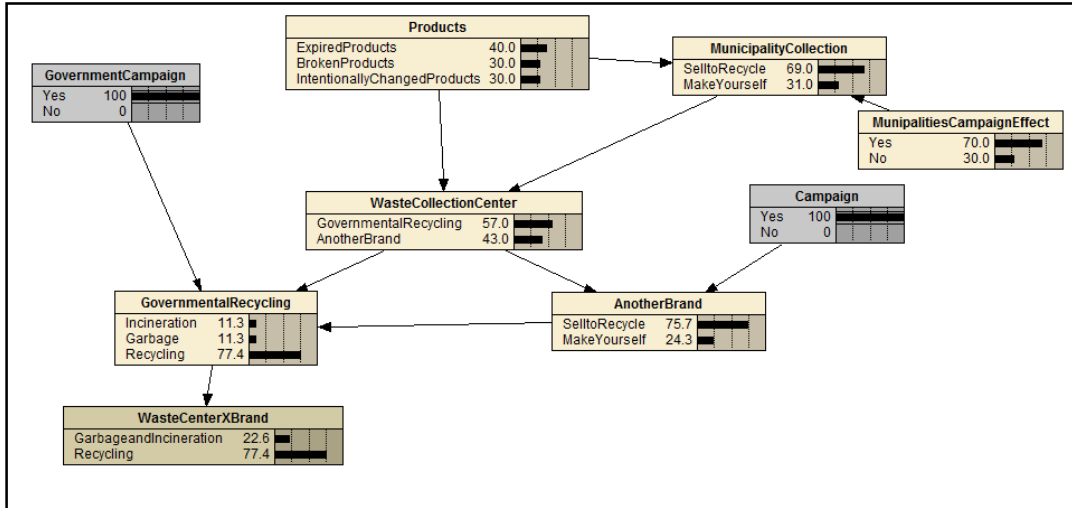 Products
ExpiredProducts 40.0
BrokenProducts 30.0
IntentionallyChangedProducts 30.0
MunicipalityCollection
SelltoRecycle 69.0
MakeYourself 31.0
GovernmentCampaign
Yes 100
No 0
MunipalitiesCampaignEffect
Yes 70.0
No 30.0
WasteCollectionCenter
GovernmentalRecycling 57.0
AnotherBrand 43.0
Campaign
Yes 100
No 0
GovernmentalRecycling
Incineration 11.3
Garbage 11.3
Recycling 77.4
AnotherBrand
SelltoRecycle 75.7
MakeYourself 24.3
WasteCenterXBrand
GarbageandIncineration 22.6
Recycling 77.4